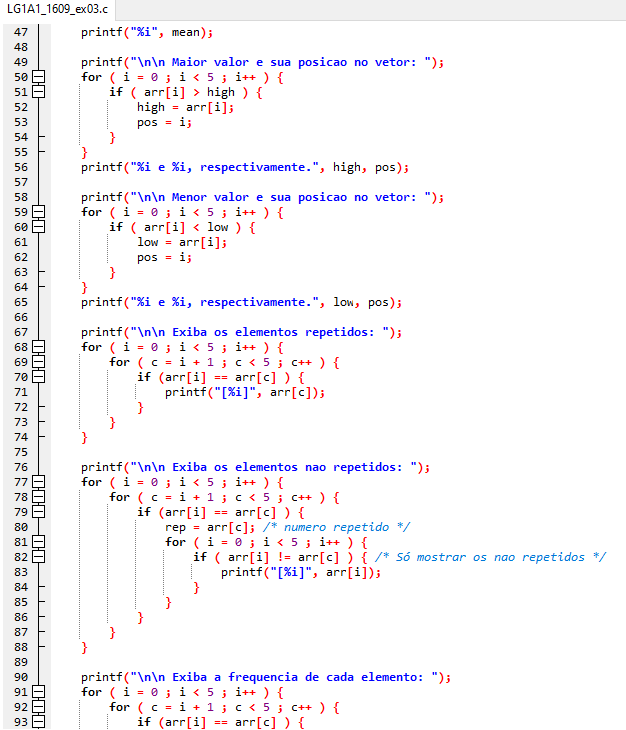 LG1A1_1609_ex03.c
47 printf("%i", mean);
48
49 printf("\n\n Maior valor e sua posicao no vetor: ");
50 for ( i = 0 ; i < 5 ; i++ ) {
51 if ( arr[i] > high ) {
52 high = arr[i];
53 pos = i;
54 }
55 }
56 printf("%i e %i, respectivamente.", high, pos);
57
58 printf("\n\n Menor valor e sua posicao no vetor: ");
59 for ( i = 0 ; i < 5 ; i++ ) {
60 if ( arr[i] < low ) {
61 low = arr[i];
62 pos = i;
63 }
64 }
65 printf("%i e %i, respectivamente.", low, pos);
66
67 printf("\n\n Exiba os elementos repetidos: ");
68 for ( i = 0 ; i < 5 ; i++ ) {
69 for ( c = i + 1 ; c < 5 ; c++ ) {
70 if (arr[i] == arr[c] ) {
71 printf("[%i]", arr[c]);
72 }
73 }
74 }
75
76 printf("\n\n Exiba os elementos nao repetidos: ");
77 for ( i = 0 ; i < 5 ; i++ ) {
78 for ( c = i + 1 ; c < 5 ; c++ ) {
79 if (arr[i] == arr[c] ) {
80 rep = arr[c]; /* numero repetido */
81 for ( i = 0 ; i < 5 ; i++ ) {
82 if ( arr[i] != arr[c] ) { /* Só mostrar os nao repetidos */
83 printf("[%i]", arr[i]);
84 }
85 }
86 }
87 }
88 }
89
90 printf("\n\n Exiba a frequencia de cada elemento: ");
91 for ( i = 0 ; i < 5 ; i++ ) {
92 for ( c = i + 1 ; c < 5 ; c++ ) {
93 if (arr[i] == arr[c] ) {